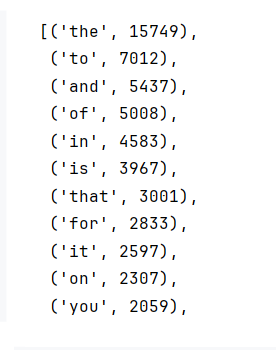 [('the', 15749),
('to', 7012),
('and', 5437),
('of', 5008),
('in', 4583),
('is', 3967),
('that', 3001),
('for', 2833),
('it', 2597),
('on', 2307),
('you', 2059),